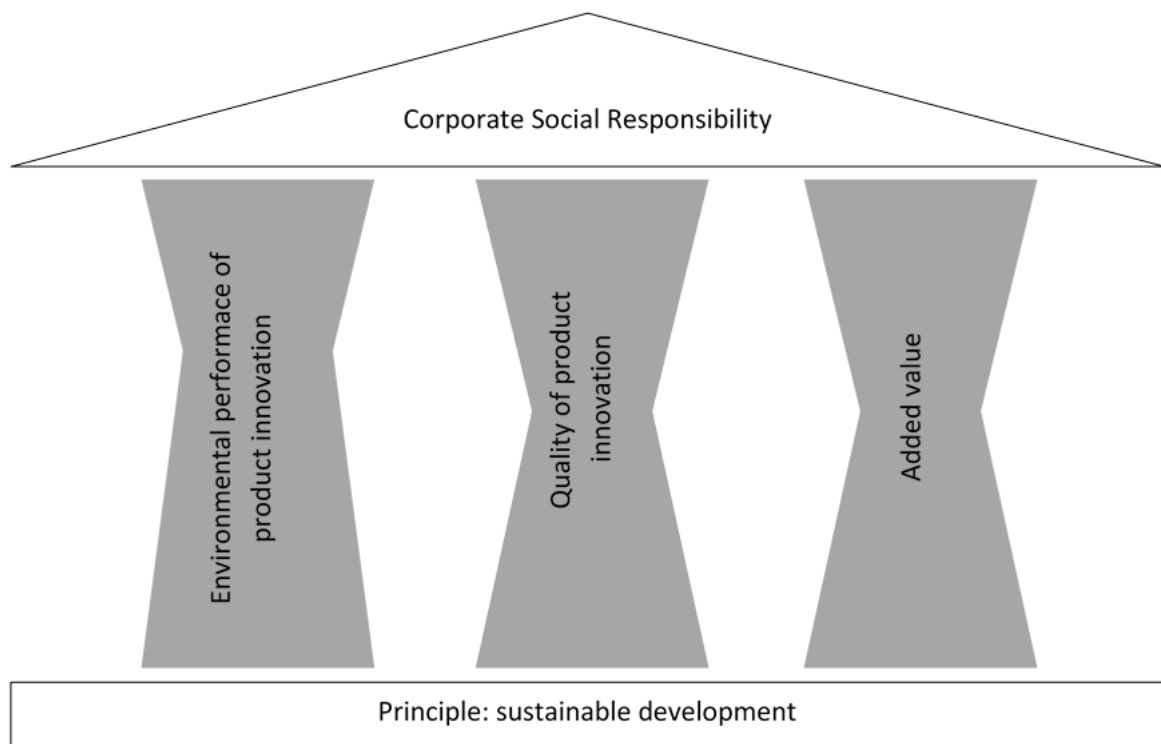 Corporate Social Responsibility
Environmental performace of
product innovation
Quality of product
innovation
Added value
Principle: sustainable development